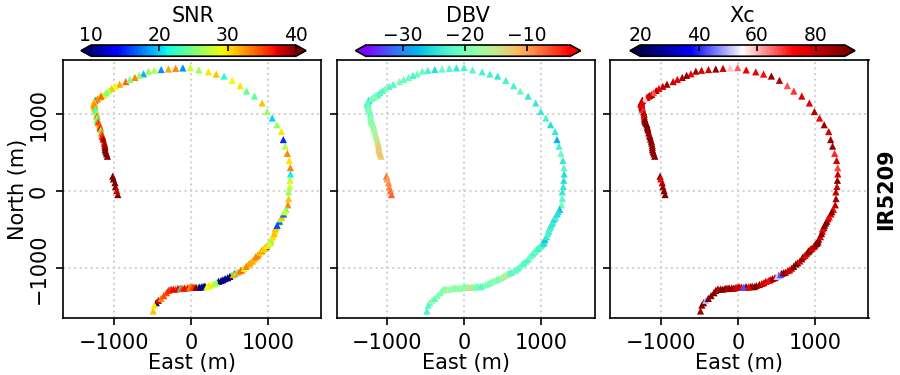 SNR DBV Xc
10 20 30 40 −30 −20 −10 20 40 60 80
North (m)
1000
0
−1000
IR5209
−1000 0 1000 −1000 0 1000 −1000 0 1000
East (m) East (m) East (m)